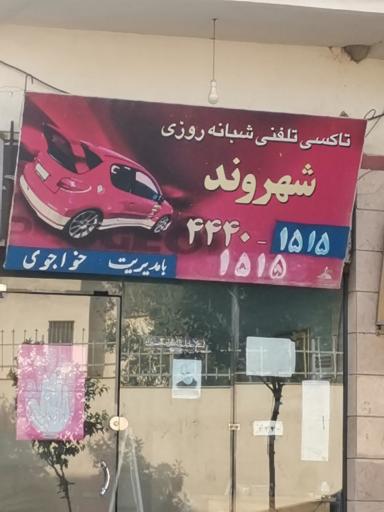 تاکسی تلفنی شبانه روزی
شهروند
۴۴۴۰ - ۱۵۱۵
۱۵۱۵
بامدیریت خواجوی